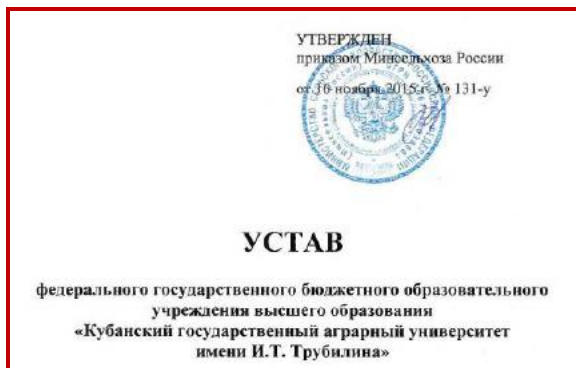 УТВЕРЖДЕН
приказом Минсельхоза России
от 16 ноября 2015 г. № 131-у
УСТАВ
федерального государственного бюджетного образовательного
учреждения высшего образования
«Кубанский государственный аграрный университет
имени И.Т. Трубилина»